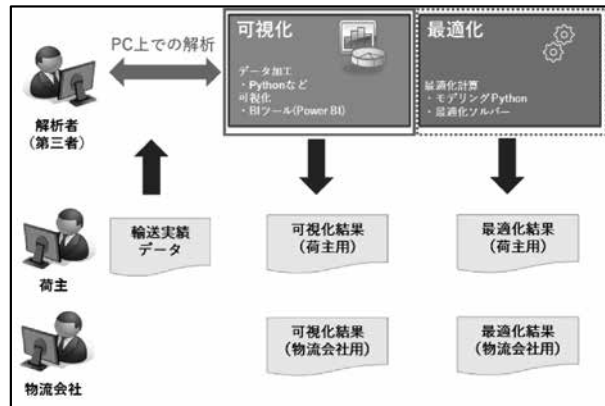 PC上での解析
可視化
データ加工
・Pythonなど
可視化
・BIツール(Power BI)
最適化
最適化計算
・モデリングPython
・最適化ソルバー
解析者
(第三者)
荷主
輸送実績
データ
可視化結果
(荷主用)
最適化結果
(荷主用)
物流会社
可視化結果
(物流会社用)
最適化結果
(物流会社用)